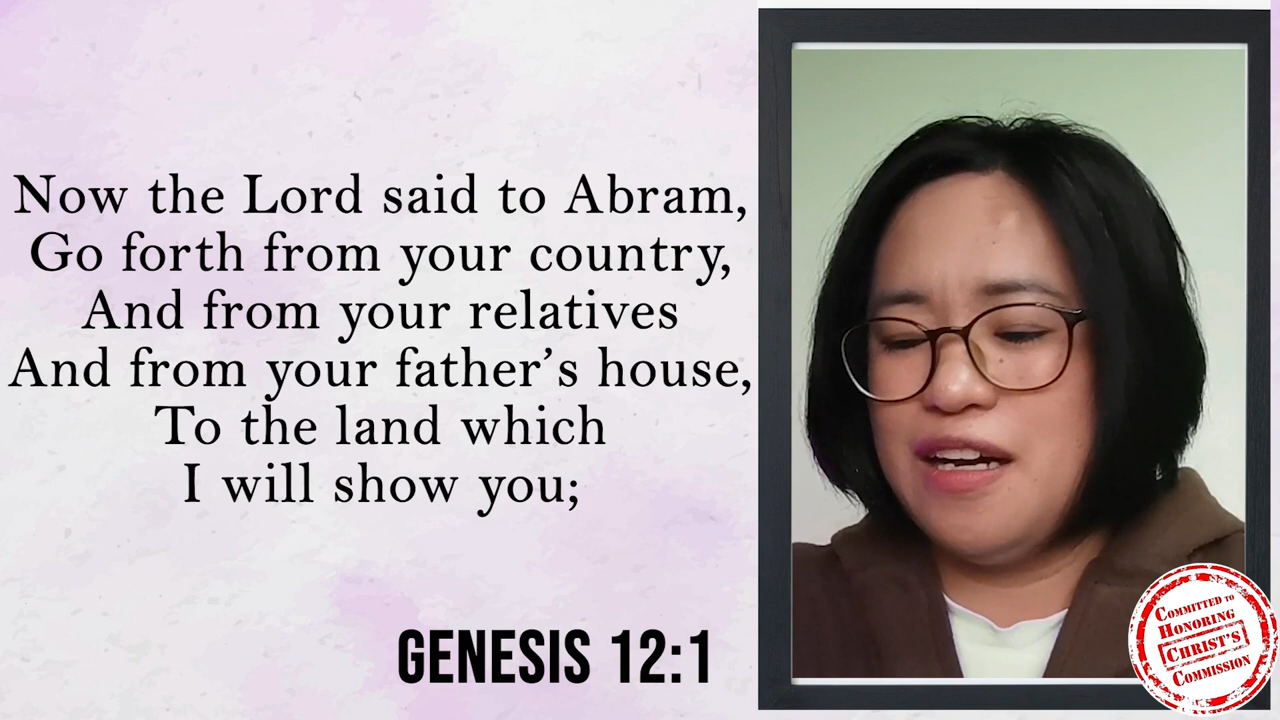 Now the Lord said to Abram,
Go forth from your country,
And from your relatives
And from your father’s house,
To the land which
I will show you;
GENESIS 12:1
COMMITTED TO
HONORING
CHRIST'S
COMMISSION